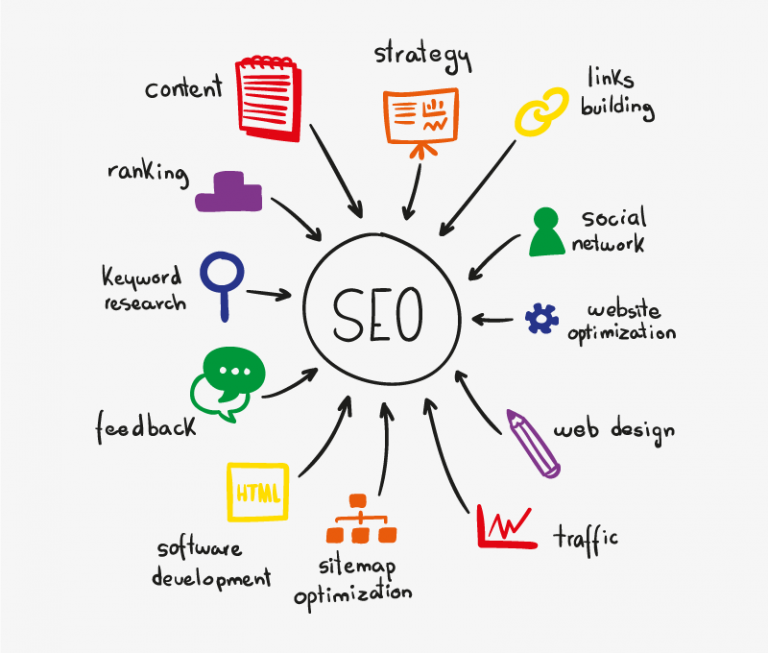 strategy
content
links
building
ranking
social
network
Keyword
research
SEO
website
optimization
feedback
web design
HTML
software
development
sitemap
optimization
traffic